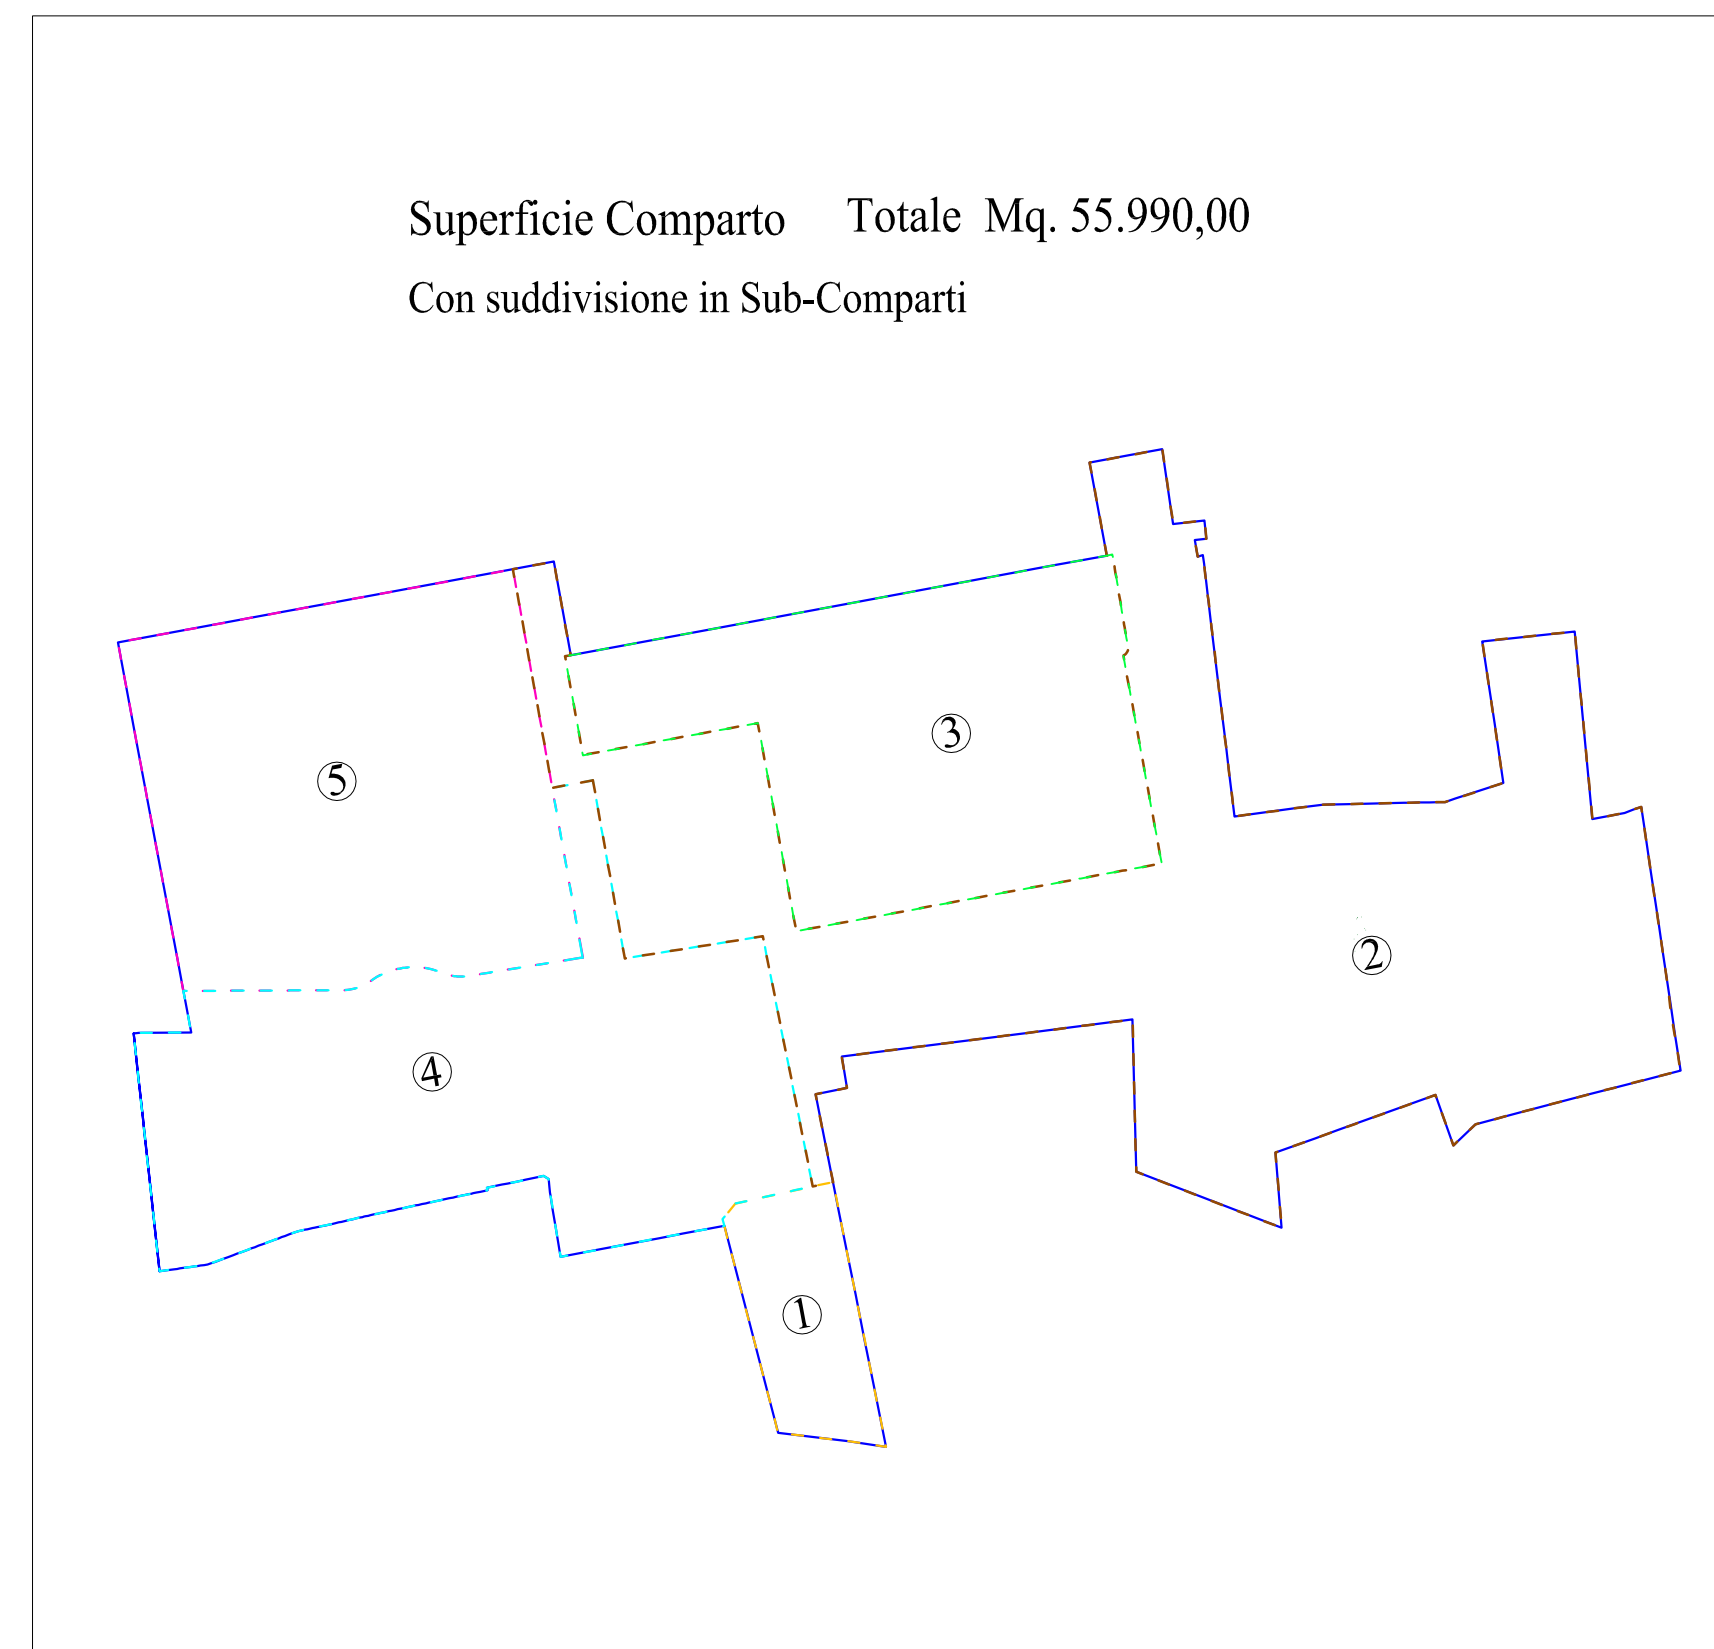 Superficie Comparto Totale Mq. 55.990,00
Con suddivisione in Sub-Comparti
3
5
2
4
1